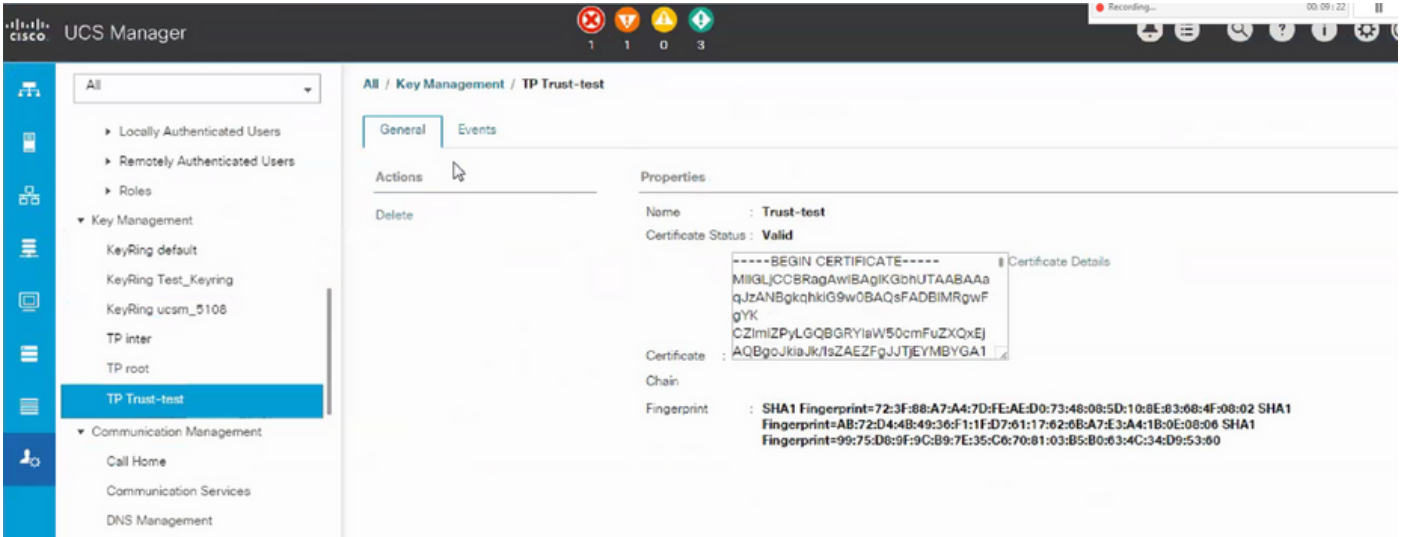 Recording...
00:09:22
CISCO. UCS Manager
1 1 0 3
All
All / Key Management / TP Trust-test
General Events
Locally Authenticated Users
Remotely Authenticated Users
Roles
Key Management
KeyRing default
KeyRing Test_Keyring
KeyRing ucsm_5108
TP inter
TP root
TP Trust-test
Communication Management
Call Home
Communication Services
DNS Management
Actions
Delete
Properties
Name : Trust-test
Certificate Status : Valid
-----BEGIN CERTIFICATE-----
MIIGLjCCBRagAwIBAgIKGbhUTAABAAa
qJzANBgkqhkiG9w0BAQsFADBIMRgwF
gYK
CZImiZPyLGQBGRYIaW50cmFuZXQxEj
AQBgoJkiaJk/IsZAEZFgJJTjEYMBYGA1
Certificate Details
Certificate :
Chain
Fingerprint : SHA1 Fingerprint=72:3F:88:A7:A4:7D:FE:AE:D0:73:48:08:5D:10:8E:83:68:4F:08:02 SHA1
Fingerprint=AB:72:D4:4B:49:36:F1:1F:D7:61:17:62:6B:A7:E3:A4:1B:0E:08:06 SHA1
Fingerprint=99:75:D8:9F:9C:B9:7E:35:C6:70:81:03:B5:B0:63:4C:34:D9:53:60